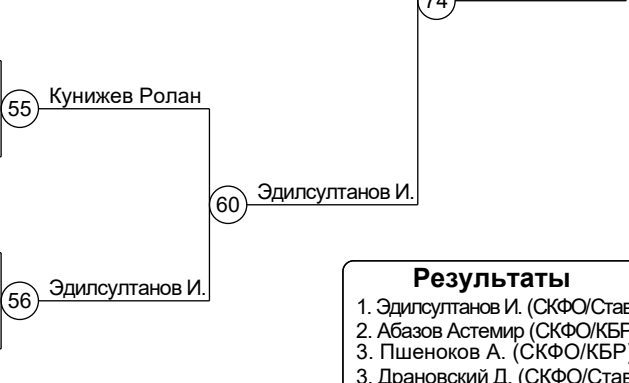 74
Кунижев Ролан
55
Эдилсултанов И.
60
Эдилсултанов И.
56
Результаты
1. Эдилсултанов И. (СКФО/Став
2. Абазов Астемир (СКФО/КБР
3. Пшеноков А. (СКФО/КБР)
3. Драновский Д. (СКФО/Став